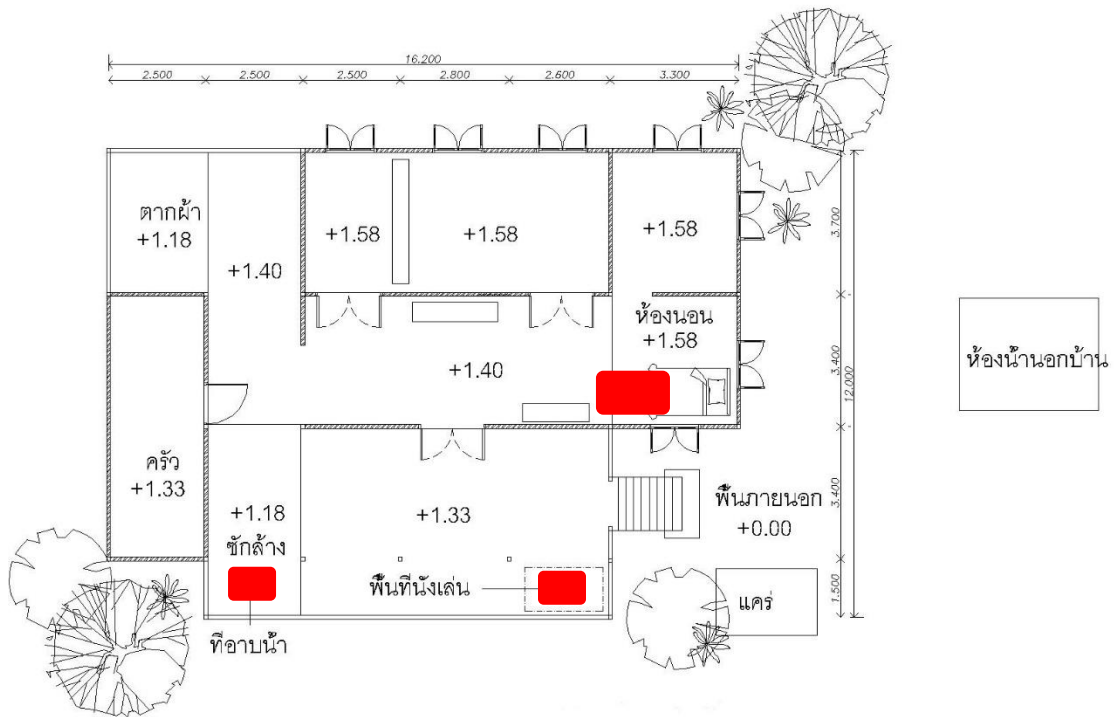 16.200
2.500
2.500
2.500
2.800
2.600
3.300
ตากผ้า
+1.18
+1.40
+1.58
+1.58
+1.58
3.700
ห้องนอน
+1.58
+1.40
3.400
12.000
ห้องน้ำนอกบ้าน
ครัว
+1.33
+1.18
ซักล้าง
+1.33
พื้นภายนอก
+0.00
3.400
พื้นที่นั่งเล่น
แคร่
1.500
ที่อาบน้ำ